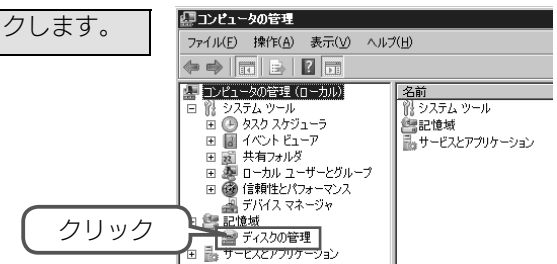 クします。
コンピュータの管理
ファイル(F) 操作(A) 表示(V) ヘルプ(H)
コンピュータの管理 (ローカル)
システム ツール
タスク スケジューラ
イベント ビューア
共有フォルダ
ローカル ユーザーとグループ
信頼性とパフォーマンス
デバイス マネージャ
記憶域
ディスクの管理
サービスとアプリケーション
クリック
名前
システム ツール
記憶域
サービスとアプリケーション